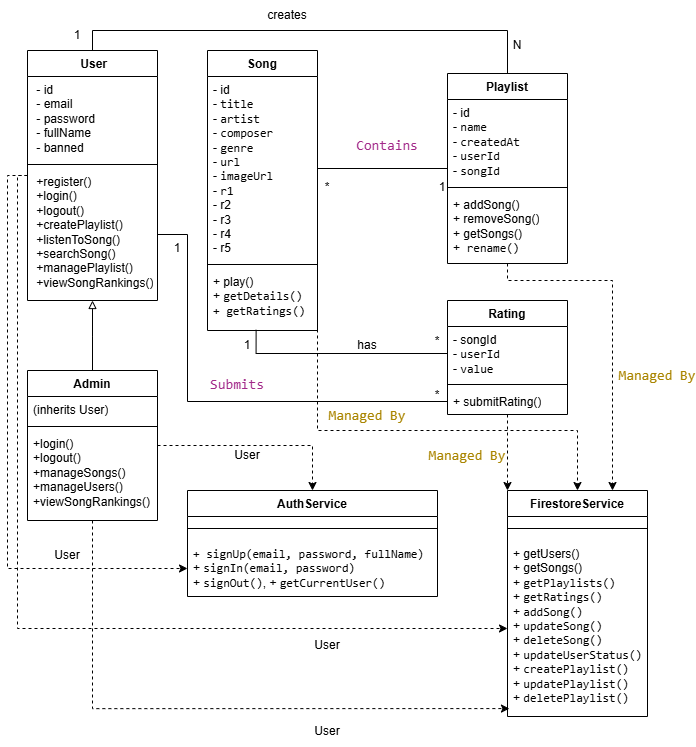 creates
1
N
User
- id
- email
- password
- fullName
- banned
+register()
+login()
+logout()
+createPlaylist()
+listenToSong()
+searchSong()
+managePlaylist()
+viewSongRankings()
Song
- id
- title
- artist
- composer
- genre
- url
- imageUrl
- r1
- r2
- r3
- r4
- r5
+ play()
+ getDetails()
+ getRatings()
Contains
*
1
Playlist
- id
- name
- createdAt
- userId
- songId
+ addSong()
+ removeSong()
+ getSongs()
+ rename()
1
Submits
*
1
has
*
Rating
- songId
- userId
- value
+ submitRating()
Managed By
Managed By
Managed By
Admin
(inherits User)
+login()
+logout()
+manageSongs()
+manageUsers()
+viewSongRankings()
User
User
AuthService
+ signUp(email, password, fullName)
+ signIn(email, password)
+ signOut(), + getCurrentUser()
FirestoreService
+ getUsers()
+ getSongs()
+ getPlaylists()
+ getRatings()
+ addSong()
+ updateSong()
+ deleteSong()
+ updateUserStatus()
+ createPlaylist()
+ updatePlaylist()
+ deletePlaylist()
User
User